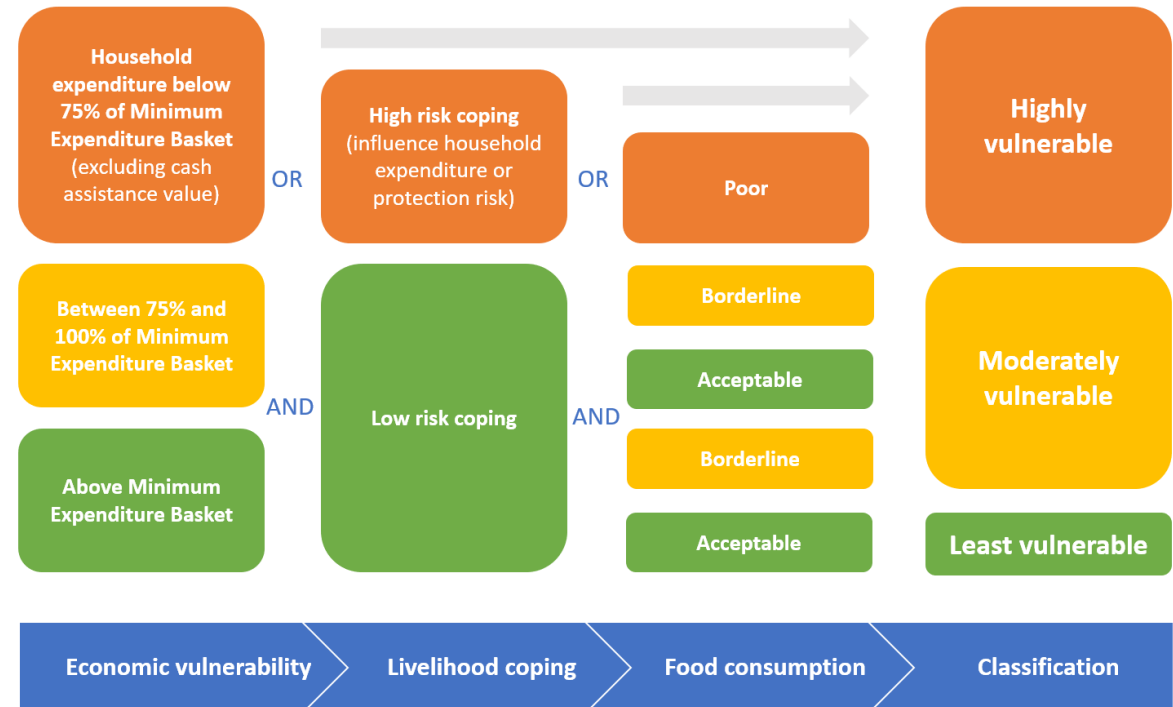 Household
expenditure below
75% of Minimum
Expenditure Basket
(excluding cash
assistance value)
OR
High risk coping
(influence household
expenditure or
protection risk)
OR
Poor
Highly
vulnerable
Between 75% and
100% of Minimum
Expenditure Basket
Above Minimum
Expenditure Basket
AND
Low risk coping
AND
Borderline
Acceptable
Borderline
Acceptable
Moderately
vulnerable
Least vulnerable
Economic vulnerability
Livelihood coping
Food consumption
Classification